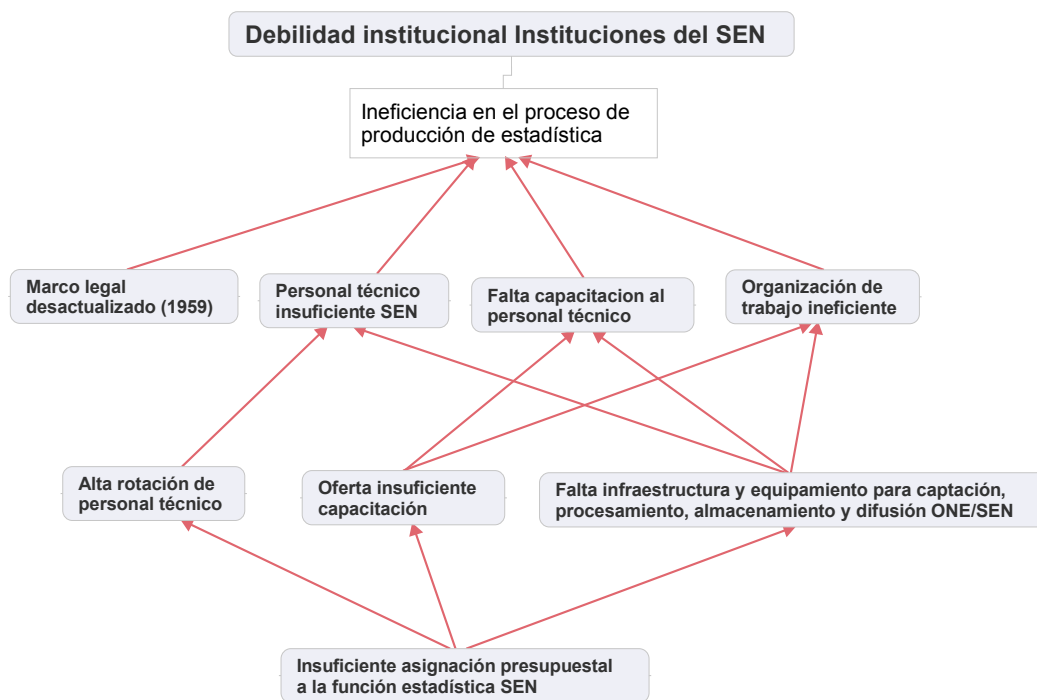 Debilidad institucional Instituciones del SEN
Ineficiencia en el proceso de
producción de estadística
Marco legal
desactualizado (1959)
Personal técnico
insuficiente SEN
Falta capacitacion al
personal técnico
Organización de
trabajo ineficiente
Alta rotación de
personal técnico
Oferta insuficiente
capacitación
Falta infraestructura y equipamiento para captación,
procesamiento, almacenamiento y difusión ONE/SEN
Insuficiente asignación presupuestal
a la función estadística SEN